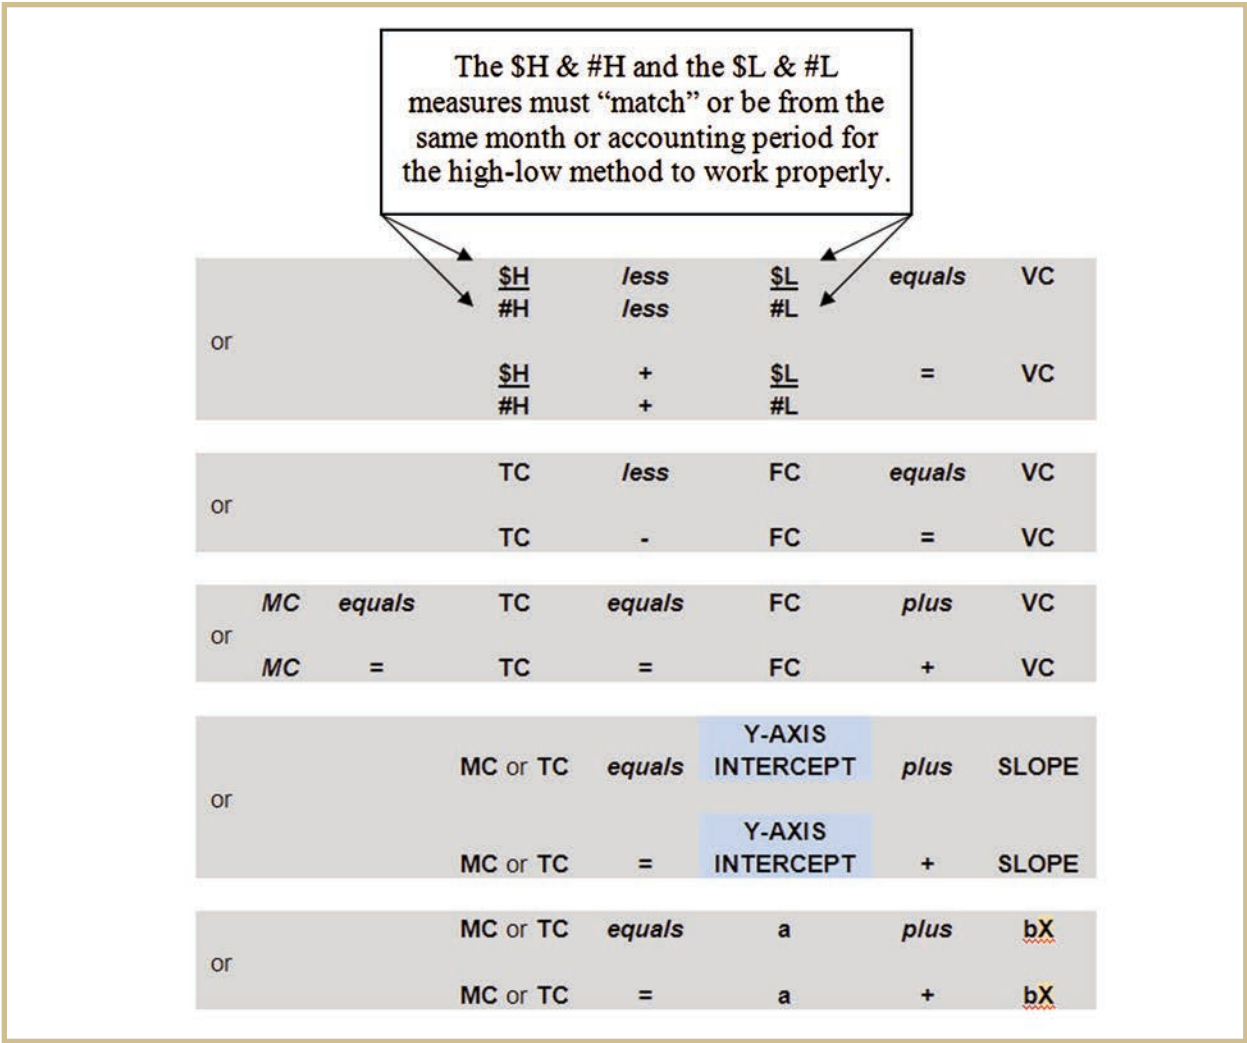 The $H & #H and the $L & #L
measures must “match” or be from the
same month or accounting period for
the high-low method to work properly.
$H less $L equals VC
#H less #L
or
$H + $L = VC
#H + #L
TC less FC equals VC
or
TC - FC = VC
MC equals TC equals FC plus VC
or
MC = TC = FC + VC
Y-AXIS
MC or TC equals INTERCEPT plus SLOPE
or
Y-AXIS
MC or TC = INTERCEPT + SLOPE
MC or TC equals a plus bX
or
MC or TC = a + bX